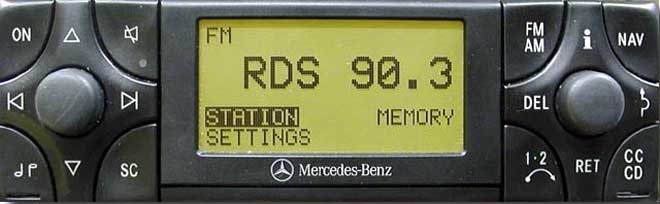 ON
FM
RDS 90.3
STATION MEMORY
SETTINGS
SC
Mercedes-Benz
FM
AM
i
NAV
DEL
1·2
RET
CC
CD